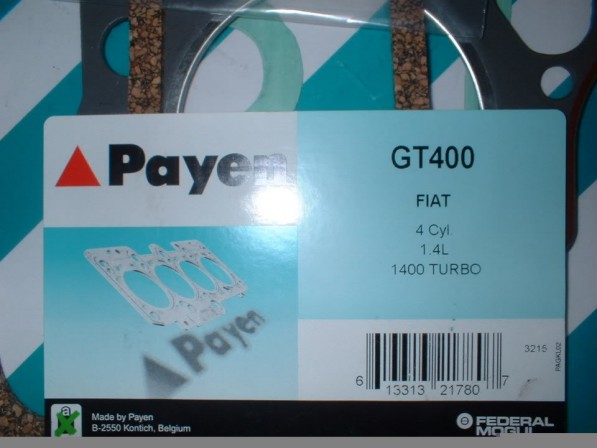 Payen
GT400
FIAT
4 Cyl.
1.4L
1400 TURBO
Payen
3215
PAGKL02
6 13313 21780 7
a
Made by Payen
B-2550 Kontich, Belgium
FEDERAL
MOGUL